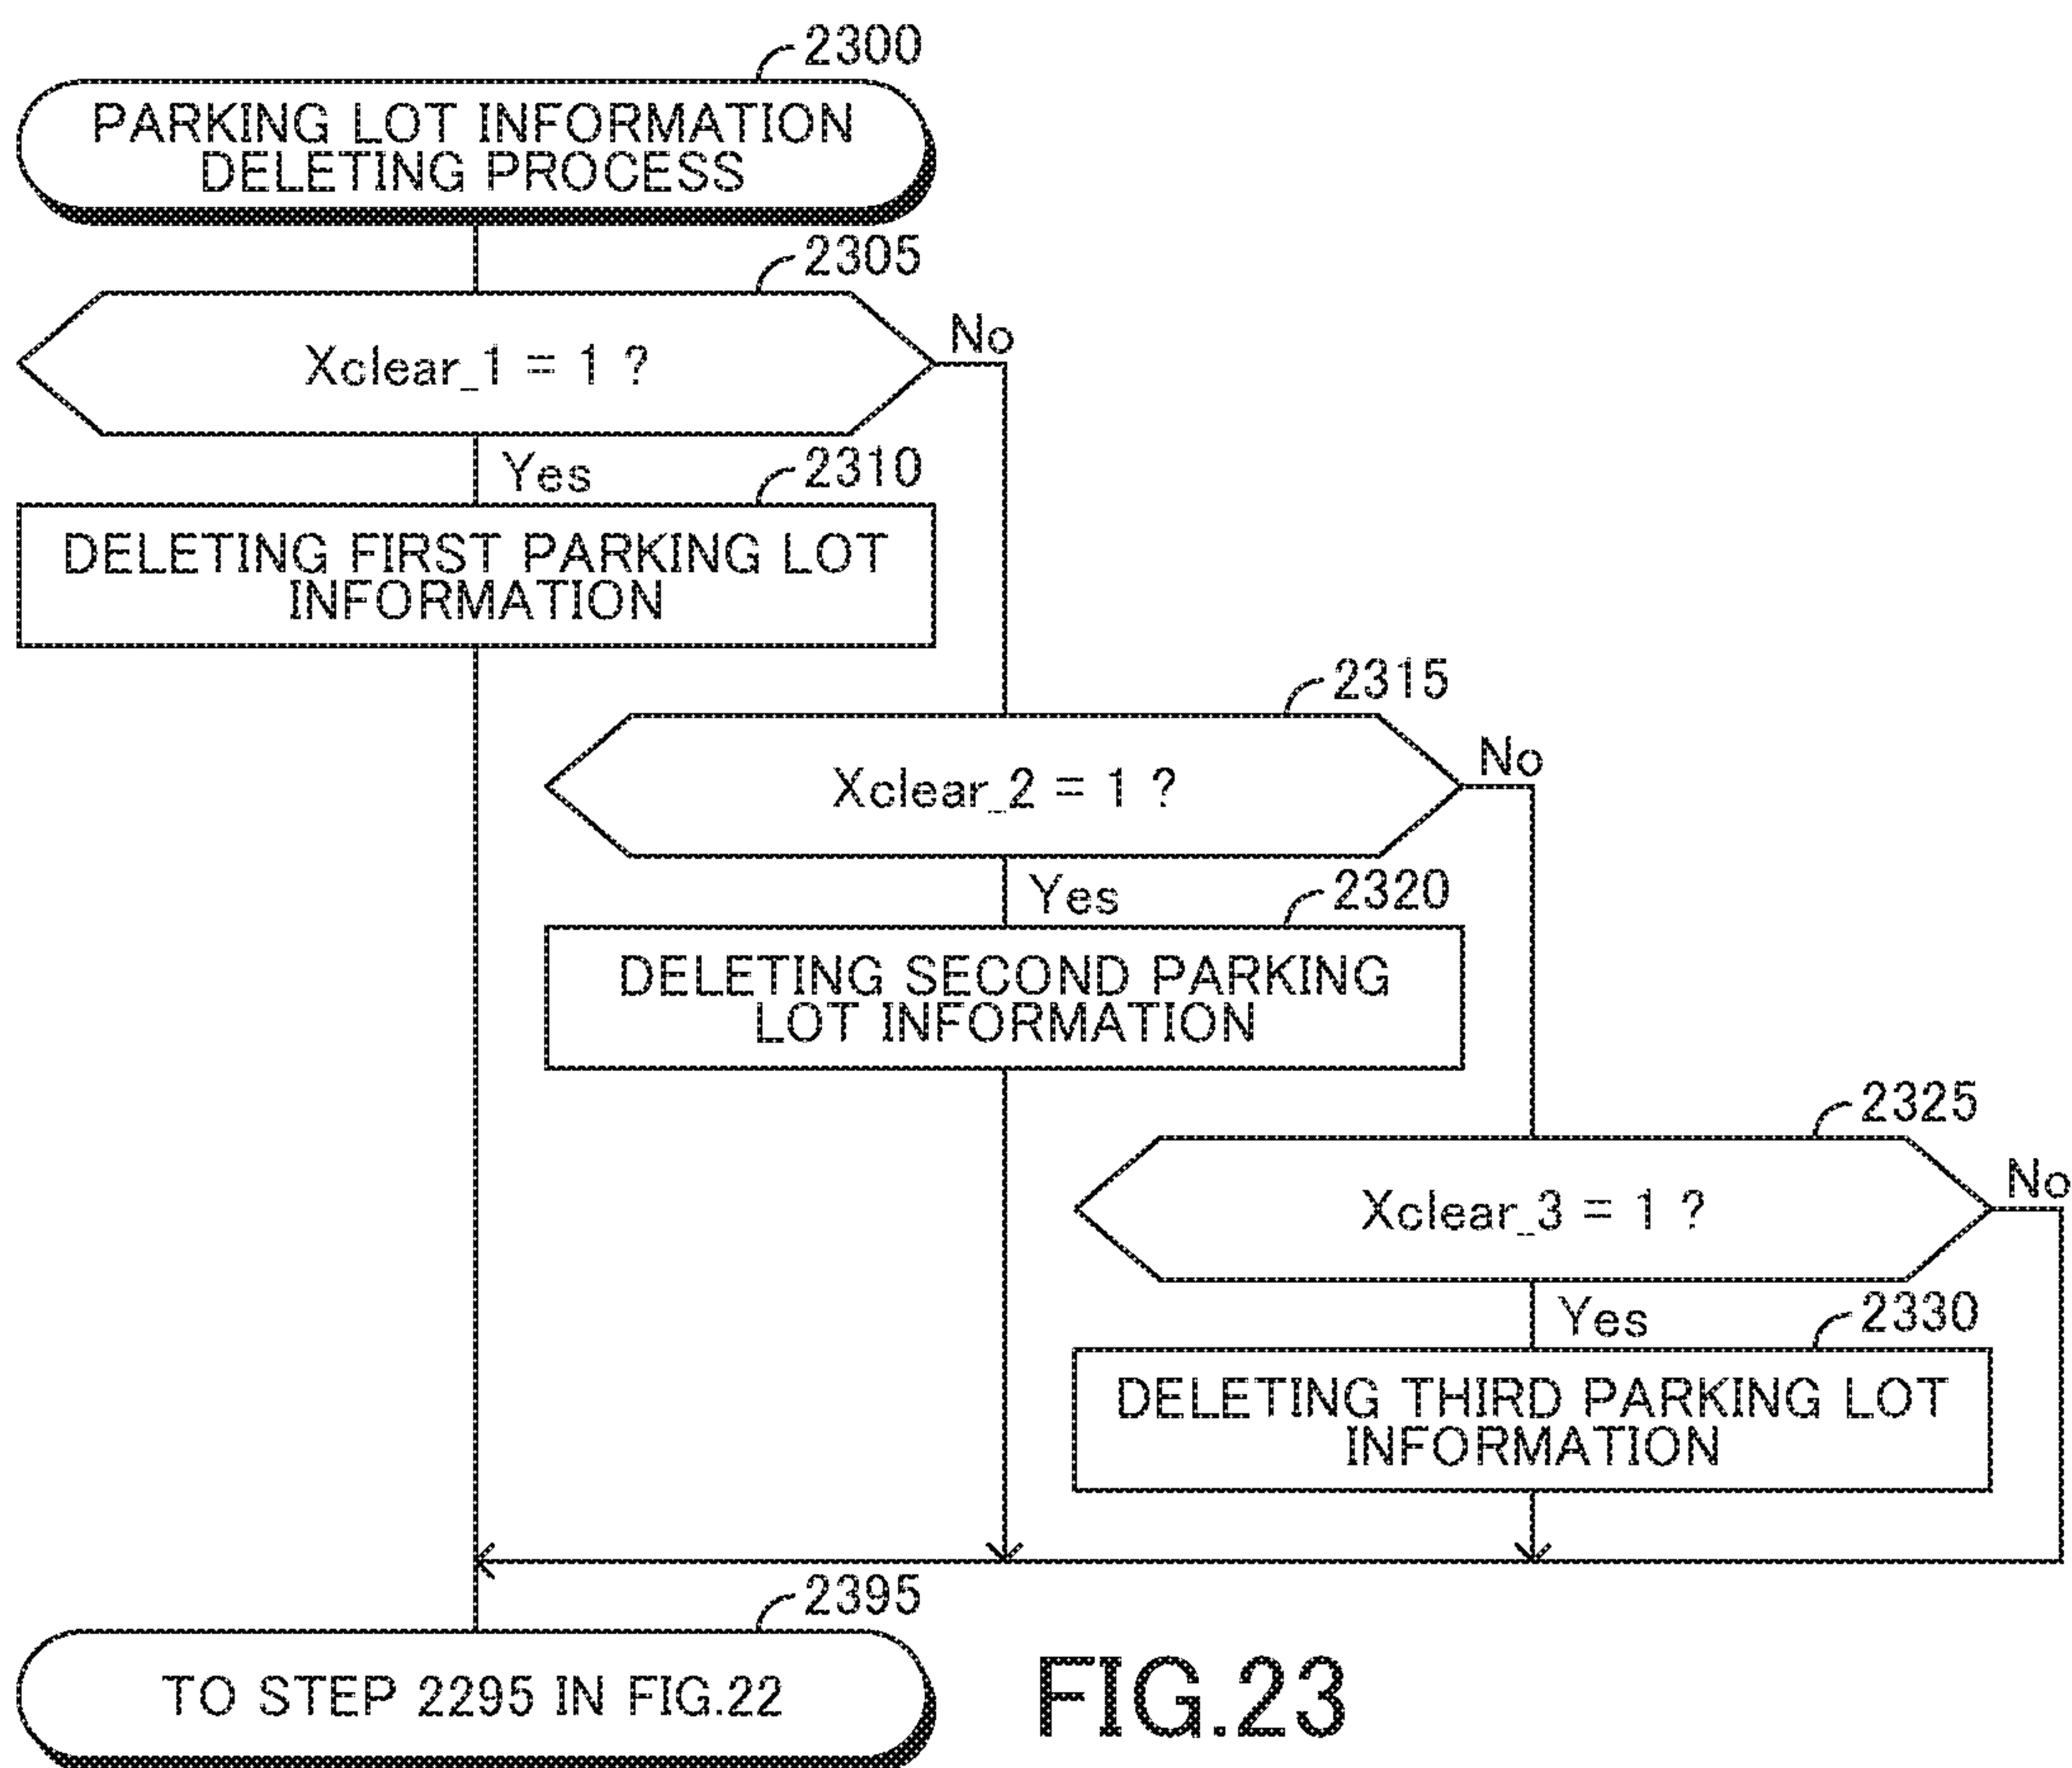 2300
PARKING LOT INFORMATION
DELETING PROCESS
2305
Xclear_1 = 1 ?
No
Yes
2310
DELETING FIRST PARKING LOT
INFORMATION
2315
Xclear_2 = 1 ?
No
Yes
2320
DELETING SECOND PARKING
LOT INFORMATION
2325
Xclear_3 = 1 ?
No
Yes
2330
DELETING THIRD PARKING LOT
INFORMATION
2395
TO STEP 2295 IN FIG.22
FIG.23